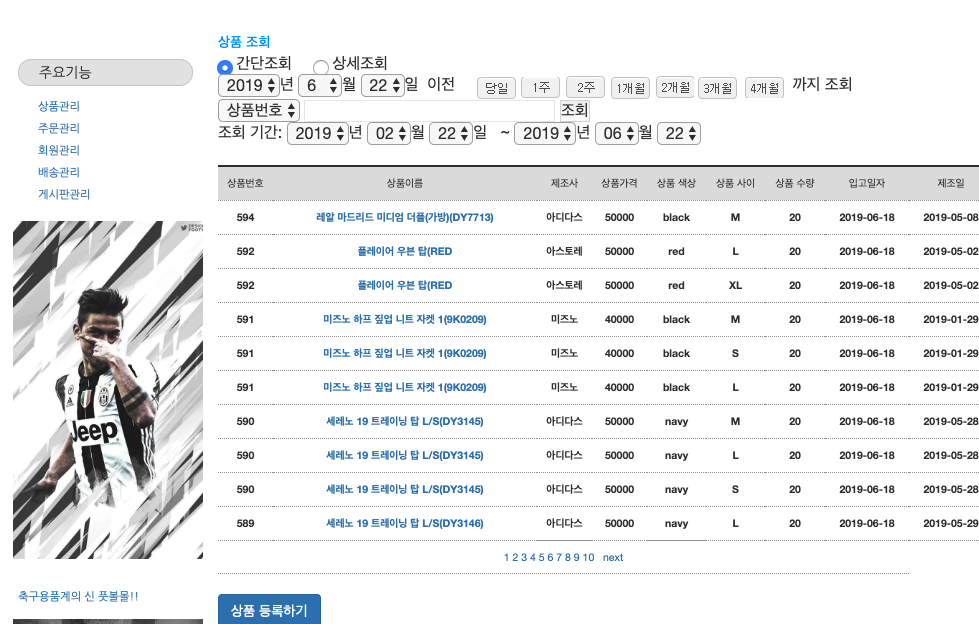 상품 조회
주요기능
상품관리
주문관리
회원관리
배송관리
게시판관리
간단조회 상세조회
2019 년 6 월 22 일 이전 당일 1주 2주 1개월 2개월 3개월 4개월 까지 조회
상품번호 조회
조회 기간: 2019 년 02 월 22 일 ~ 2019 년 06 월 22
상품번호 상품이름 제조사 상품가격 상품 색상 상품 사이 상품 수량 입고일자 제조일
594 레알 마드리드 미디엄 더플(가방)(DY7713) 아디다스 50000 black M 20 2019-06-18 2019-05-08
592 플레이어 우븐 탑(RED 아스토레 50000 red L 20 2019-06-18 2019-05-02
592 플레이어 우븐 탑(RED 아스토레 50000 red XL 20 2019-06-18 2019-05-02
591 미즈노 하프 짚업 니트 자켓 1(9K0209) 미즈노 40000 black M 20 2019-06-18 2019-01-29
591 미즈노 하프 짚업 니트 자켓 1(9K0209) 미즈노 40000 black S 20 2019-06-18 2019-01-29
591 미즈노 하프 짚업 니트 자켓 1(9K0209) 미즈노 40000 black L 20 2019-06-18 2019-01-29
590 세레노 19 트레이닝 탑 L/S(DY3145) 아디다스 50000 navy M 20 2019-06-18 2019-05-28
590 세레노 19 트레이닝 탑 L/S(DY3145) 아디다스 50000 navy L 20 2019-06-18 2019-05-28
590 세레노 19 트레이닝 탑 L/S(DY3145) 아디다스 50000 navy S 20 2019-06-18 2019-05-28
589 세레노 19 트레이닝 탑 L/S(DY3146) 아디다스 50000 navy L 20 2019-06-18 2019-05-29
1 2 3 4 5 6 7 8 9 10 next
Jeep
축구용품계의 신 풋볼몰!!
상품 등록하기